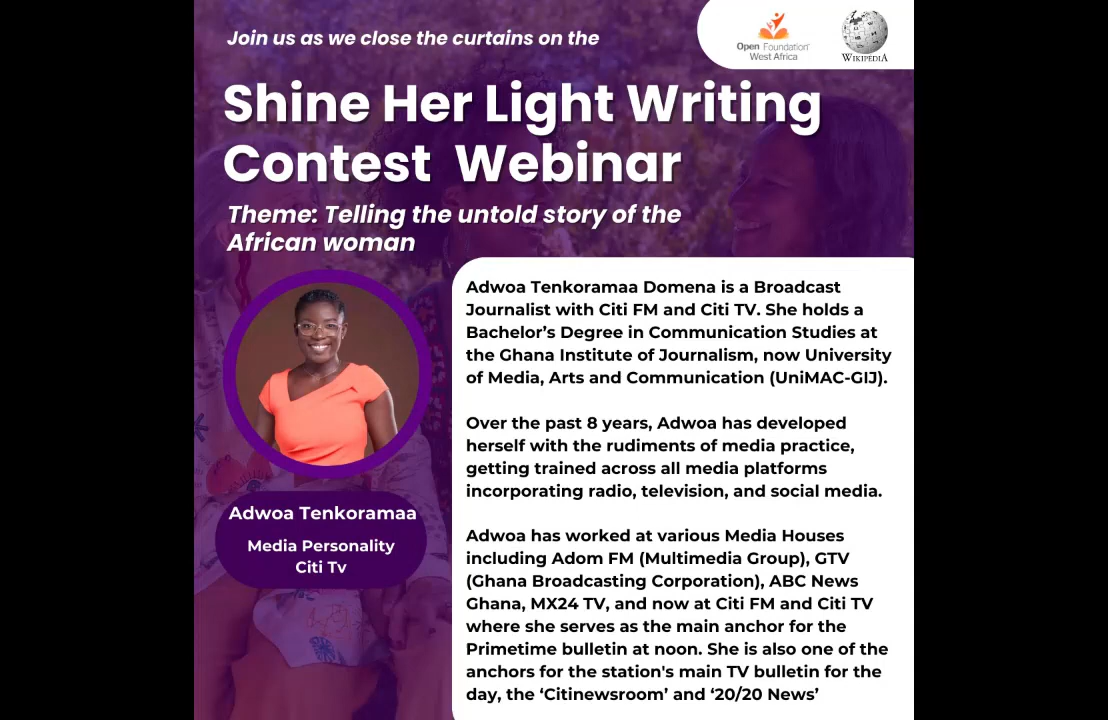 Join us as we close the curtains on the
Open Foundation
West Africa
WIKIPEDIA
Shine Her Light Writing
Contest Webinar
Theme: Telling the untold story of the
African woman
Adwoa Tenkoramaa
Media Personality
Citi Tv
Adwoa Tenkoramaa Domena is a Broadcast
Journalist with Citi FM and Citi TV. She holds a
Bachelor’s Degree in Communication Studies at
the Ghana Institute of Journalism, now University
of Media, Arts and Communication (UniMAC-GIJ).
Over the past 8 years, Adwoa has developed
herself with the rudiments of media practice,
getting trained across all media platforms
incorporating radio, television, and social media.
Adwoa has worked at various Media Houses
including Adom FM (Multimedia Group), GTV
(Ghana Broadcasting Corporation), ABC News
Ghana, MX24 TV, and now at Citi FM and Citi TV
where she serves as the main anchor for the
Primetime bulletin at noon. She is also one of the
anchors for the station's main TV bulletin for the
day, the ‘Citinewsroom’ and ‘20/20 News’